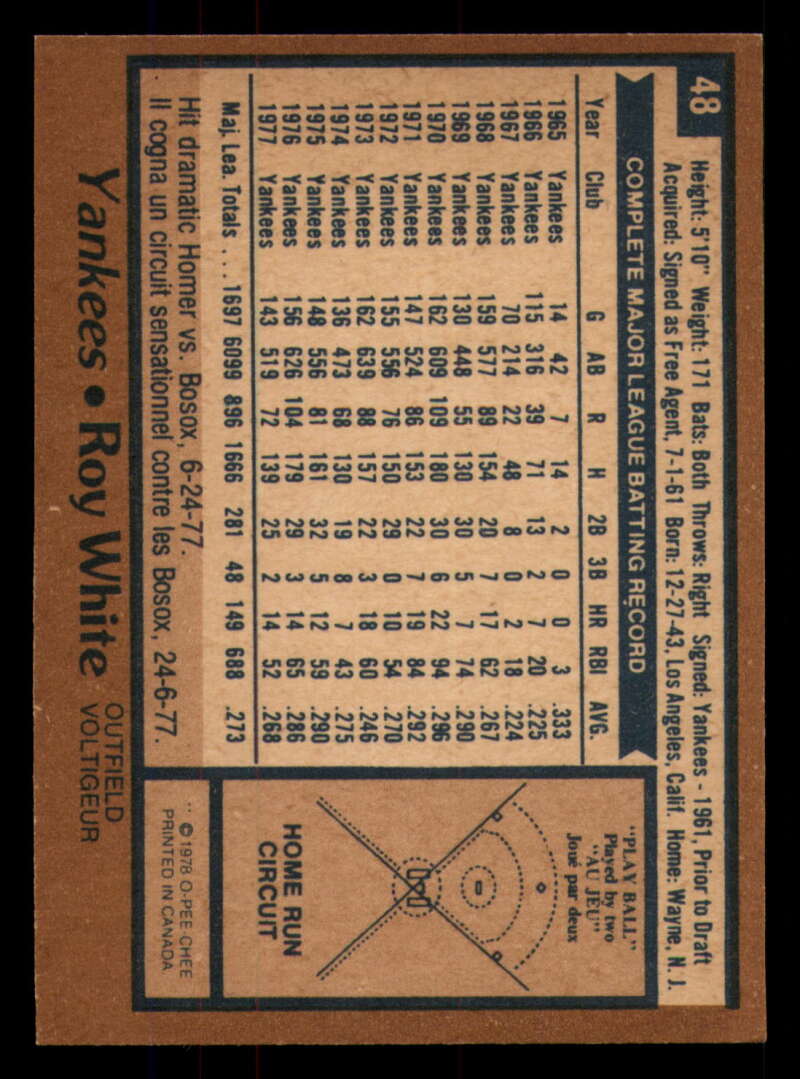 48
Height: 5'10" Weight: 171 Bats: Both Throws: Right Signed: Yankees - 1961, Prior to Draft
Acquired: Signed as Free Agent, 7-1-61 Born: 12-27-43, Los Angeles, Calif. Home: Wayne, N. J.
COMPLETE MAJOR LEAGUE BATTING RECORD
Year Club G AB R H 2B 3B HR RBI AVG.
1965 Yankees 14 42 7 14 2 0 0 3 .333
1966 Yankees 115 316 39 71 13 2 7 20 .225
1967 Yankees 70 214 22 48 8 0 2 18 .224
1968 Yankees 159 577 89 154 20 7 17 62 .267
1969 Yankees 130 448 55 130 30 5 7 74 .290
1970 Yankees 162 609 109 180 30 6 22 94 .296
1971 Yankees 147 524 86 153 22 7 19 84 .292
1972 Yankees 155 556 76 150 29 0 10 54 .270
1973 Yankees 162 639 88 157 22 3 18 60 .246
1974 Yankees 136 473 68 130 19 8 7 43 .275
1975 Yankees 148 556 81 161 32 5 12 59 .290
1976 Yankees 156 626 104 179 29 3 14 65 .286
1977 Yankees 143 519 72 139 25 2 14 52 .268
Maj. Lea. Totals ... 1697 6099 896 1666 281 48 149 688 .273
Hit dramatic Homer vs. Bosox, 6-24-77.
Il cogna un circuit sensationnel contre les Bosox, 24-6-77.
"PLAY BALL"
Played by two
"AU JEU"
Joué par deux
HOME RUN
CIRCUIT
** © 1978 O-PEE-CHEE
PRINTED IN CANADA
Yankees • Roy White
OUTFIELD
VOLTIGEUR